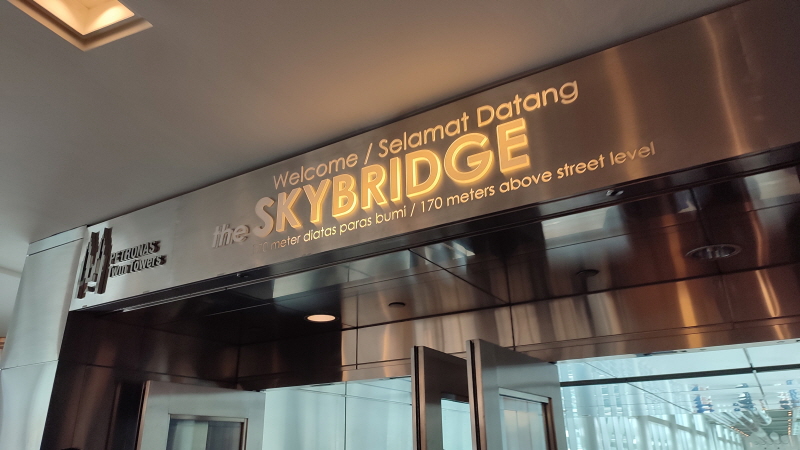 Welcome / Selamat Datang
the SKYBRIDGE
meter diatas paras bumi / 170 meters above street level
PETRONAS
Twin Towers